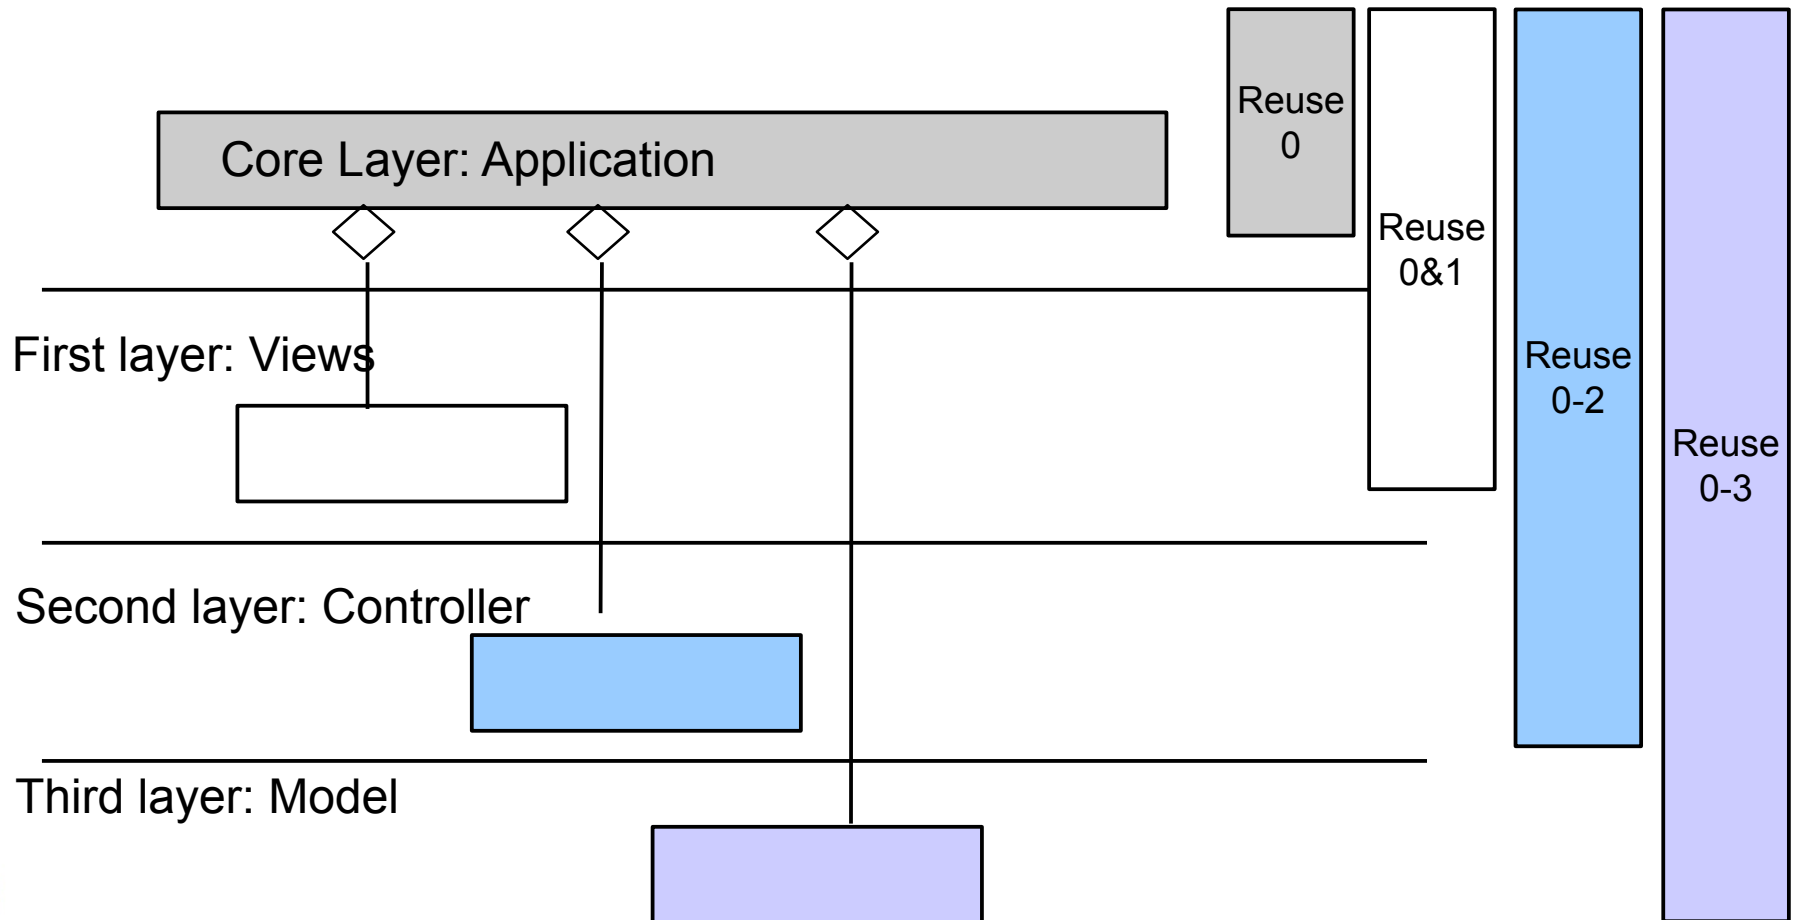 Core Layer: Application
First layer: Views
Second layer: Controller
Third layer: Model
Reuse
0
Reuse
0&1
Reuse
0-2
Reuse
0-3